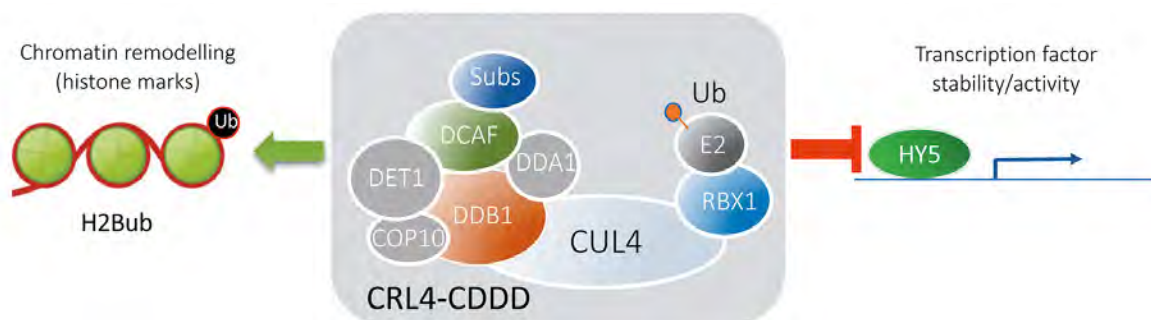 Chromatin remodelling
(histone marks)
Ub
H2Bub
Subs
DCAF
DDA1
DET1
DDB1
COP10
CUL4
Ub
E2
RBX1
CRL4-CDDD
Transcription factor
stability/activity
HY5